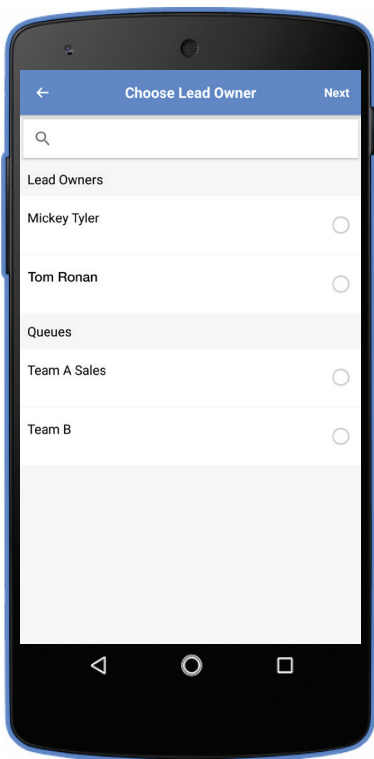 Choose Lead Owner
Next
Lead Owners
Mickey Tyler
Tom Ronan
Queues
Team A Sales
Team B